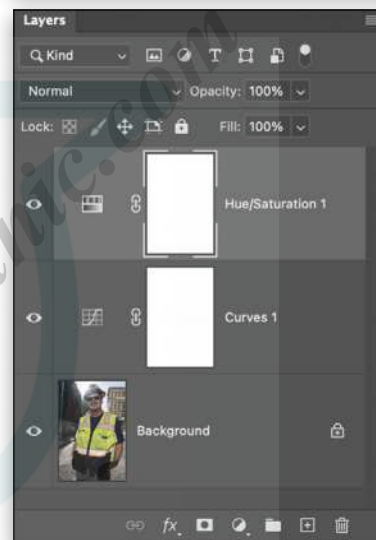 Layers
Kind
Normal Opacity: 100%
Lock: Fill: 100%
Hue/Saturation 1
Curves 1
Background
fx